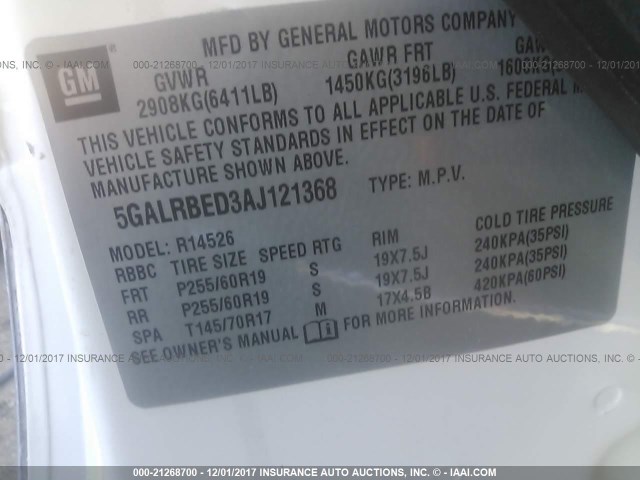 GM
MFD BY GENERAL MOTORS COMPANY
GVWR GAWR FRT
2908KG(6411LB) 1450KG(3196LB)
THIS VEHICLE CONFORMS TO ALL APPLICABLE U.S. FEDERAL
VEHICLE SAFETY STANDARDS IN EFFECT ON THE DATE OF
MANUFACTURE SHOWN ABOVE.
5GALRBED3AJ121368 TYPE: M.P.V.
MODEL: R14526
RBBC TIRE SIZE SPEED RTG RIM COLD TIRE PRESSURE
FRT P255/60R19 S 19X7.5J 240KPA(35PSI)
RR P255/60R19 S 19X7.5J 240KPA(35PSI)
SPA T145/70R17 M 17X4.5B 420KPA(60PSI)
SEE OWNER'S MANUAL i FOR MORE INFORMATION.
000-21268700 - 12/01/2017 INSURANCE AUTO AUCTIONS, INC. - © IAAI.COM